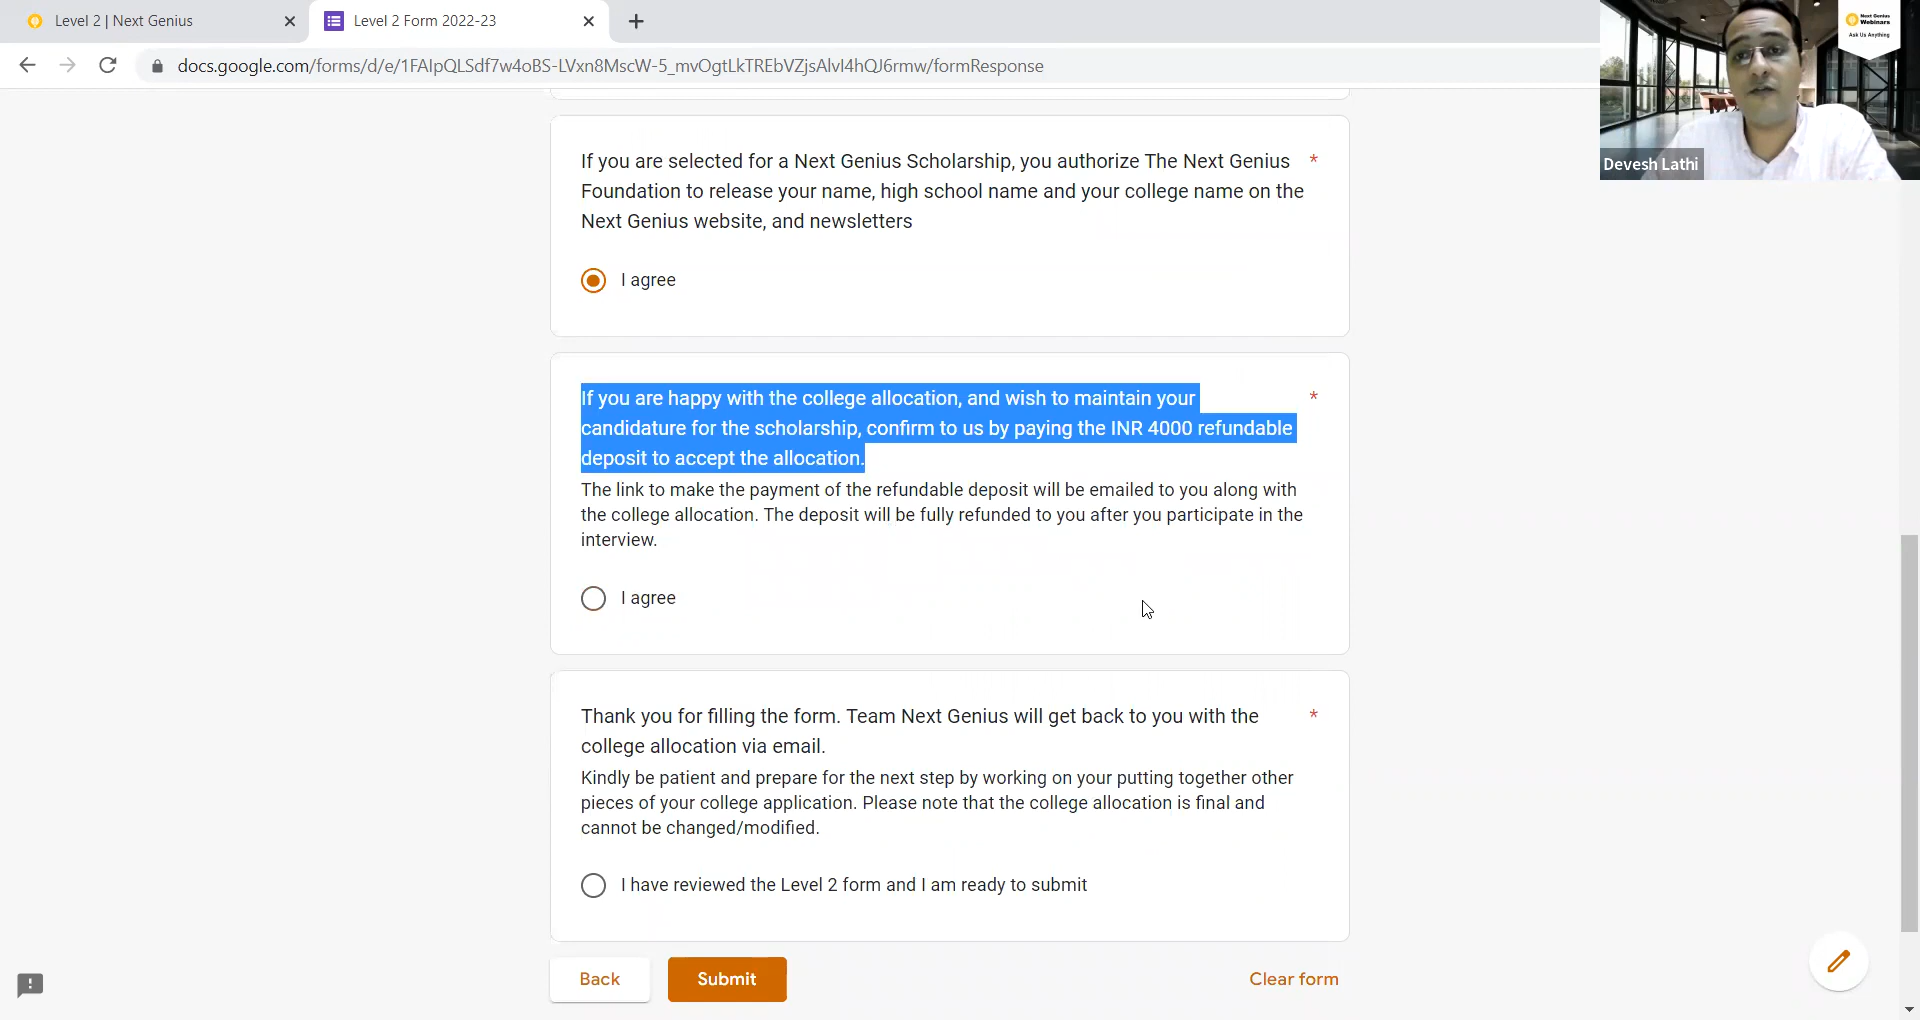 Level 2 | Next Genius
Level 2 Form 2022-23
docs.google.com/forms/d/e/1FAIpQLSdf7w4oBS-LVxn8MscW-5_mvOgtLkTREbVZjsAlvI4hQJ6rmw/formResponse
Next Genius
Webinars
Ask Us Anything
Devesh Lathi
If you are selected for a Next Genius Scholarship, you authorize The Next Genius *
Foundation to release your name, high school name and your college name on the
Next Genius website, and newsletters
I agree
If you are happy with the college allocation, and wish to maintain your *
candidature for the scholarship, confirm to us by paying the INR 4000 refundable
deposit to accept the allocation.
The link to make the payment of the refundable deposit will be emailed to you along with
the college allocation. The deposit will be fully refunded to you after you participate in the
interview.
I agree
Thank you for filling the form. Team Next Genius will get back to you with the *
college allocation via email.
Kindly be patient and prepare for the next step by working on your putting together other
pieces of your college application. Please note that the college allocation is final and
cannot be changed/modified.
I have reviewed the Level 2 form and I am ready to submit
Back
Submit
Clear form